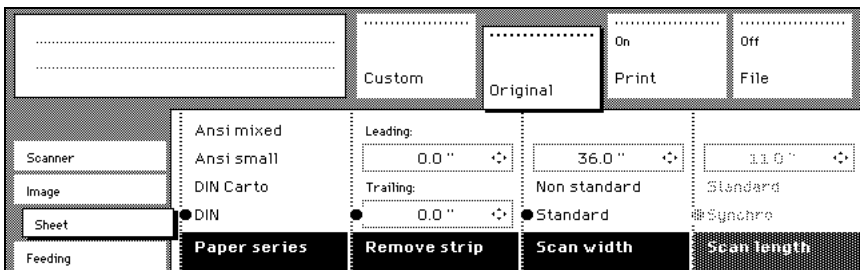 Custom
Original
On
Print
Off
File
Scanner
Image
Sheet
Feeding
Ansi mixed
Ansi small
DIN Carto
DIN
Paper series
Leading:
0.0 "
Trailing:
0.0 "
Remove strip
36.0 "
Non standard
Standard
Scan width
11.0 "
Standard
Synchro
Scan length